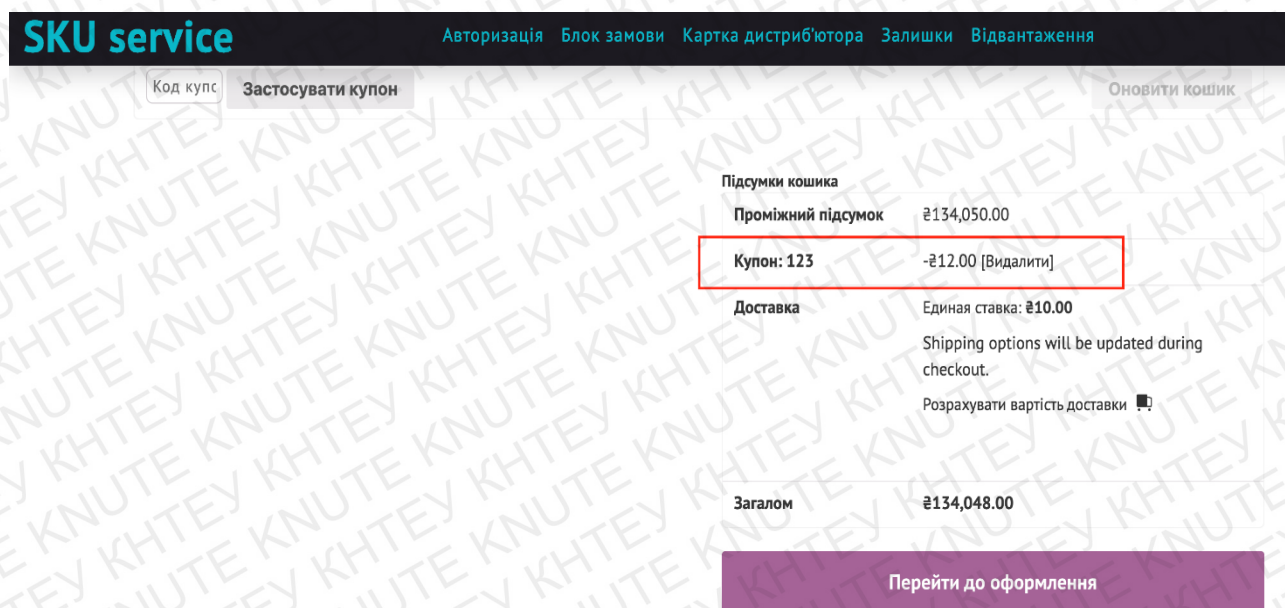 SKU service
Авторизація Блок замови Картка дистриб'ютора Залишки Відвантаження
Код купс Застосувати купон Оновити кошик
Підсумки кошика
Проміжний підсумок ₴134,050.00
Купон: 123 -₴12.00 [Видалити]
Доставка Единая ставка: ₴10.00
Shipping options will be updated during
checkout.
Розрахувати вартість доставки
Загалом ₴134,048.00
Перейти до оформлення
КНТЕУ KNUTE